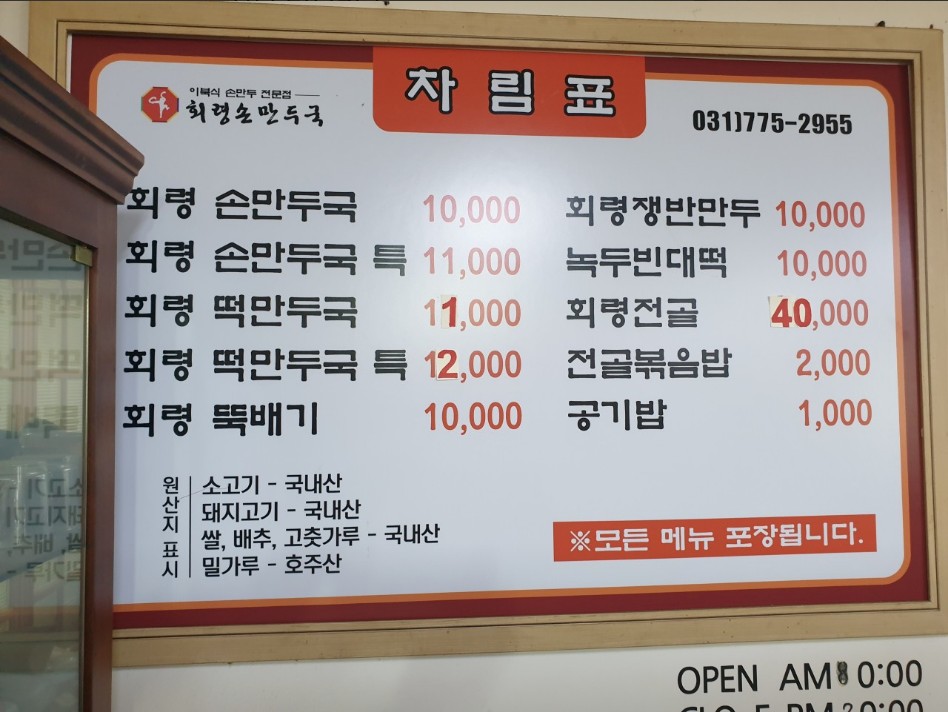 차림표
이북식 손만두 전문점
회령손만두국
031)775-2955
회령 손만두국 10,000
회령 손만두국 특 11,000
회령 떡만두국 11,000
회령 떡만두국 특 12,000
회령 뚝배기 10,000
회령쟁반만두 10,000
녹두빈대떡 10,000
회령전골 40,000
전골볶음밥 2,000
공기밥 1,000
원산지 표시
소고기 - 국내산
돼지고기 - 국내산
쌀, 배추, 고춧가루 - 국내산
밀가루 - 호주산
※모든 메뉴 포장됩니다.
OPEN AM 0:00